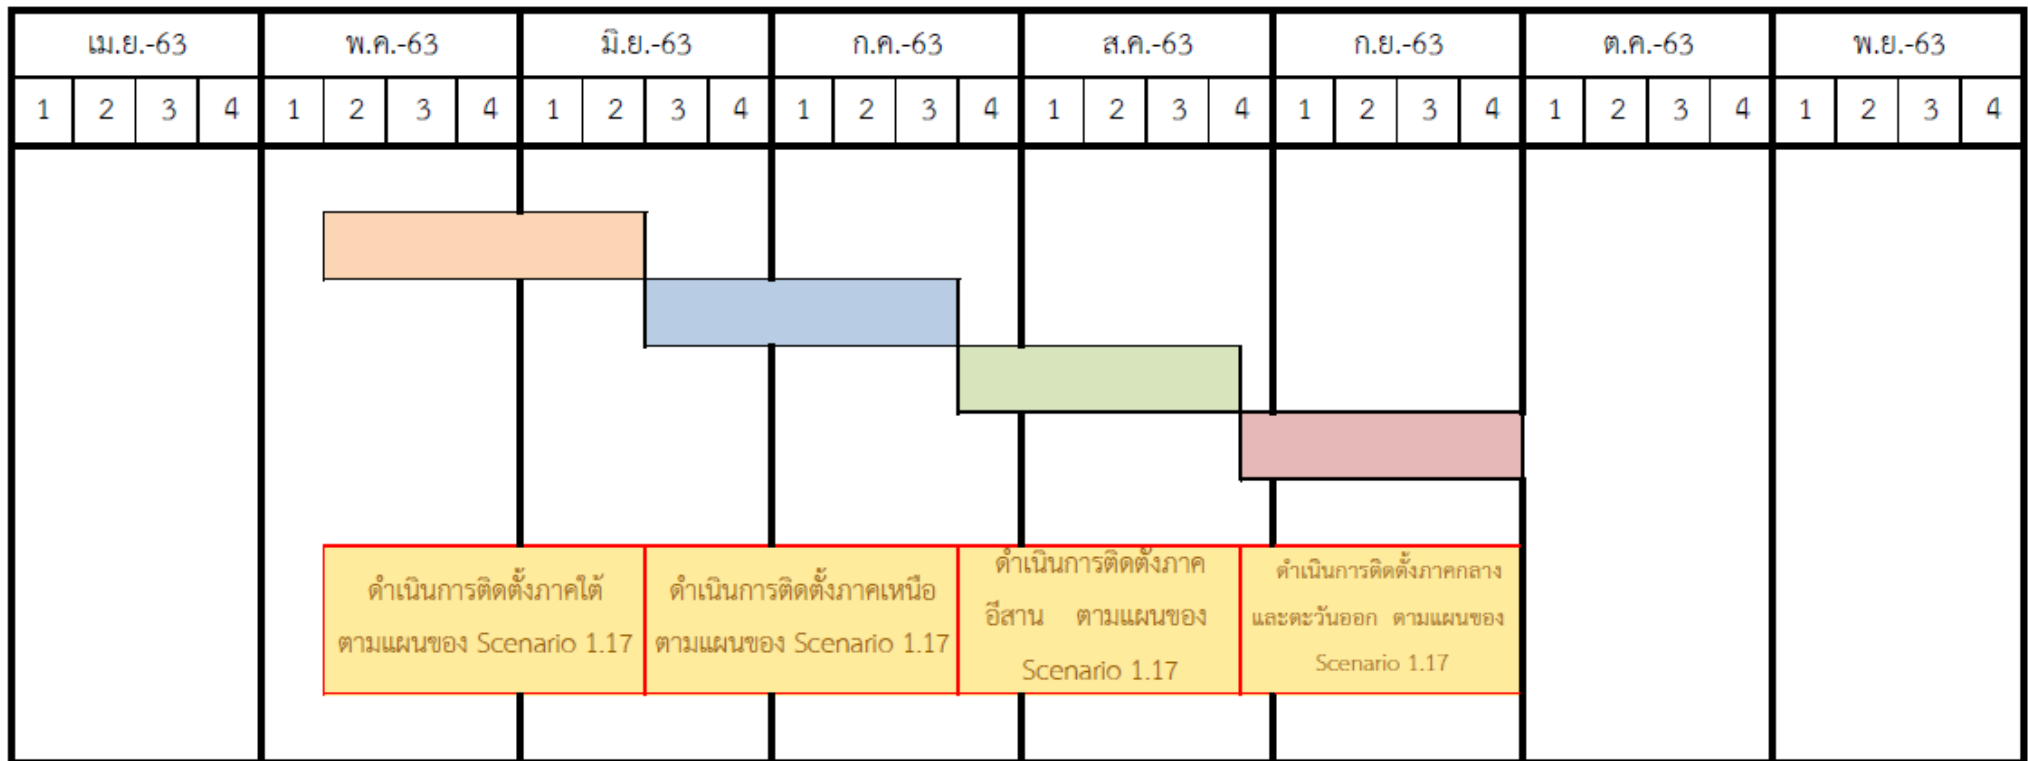 เม.ย.-63 พ.ค.-63 มิ.ย.-63 ก.ค.-63 ส.ค.-63 ก.ย.-63 ต.ค.-63 พ.ย.-63
1 2 3 4 1 2 3 4 1 2 3 4 1 2 3 4 1 2 3 4 1 2 3 4 1 2 3 4 1 2 3 4
ดำเนินการติดตั้งภาคใต้
ตามแผนของ Scenario 1.17
ดำเนินการติดตั้งภาคเหนือ
ตามแผนของ Scenario 1.17
ดำเนินการติดตั้งภาค
อีสาน ตามแผนของ
Scenario 1.17
ดำเนินการติดตั้งภาคกลาง
และตะวันออก ตามแผนของ
Scenario 1.17